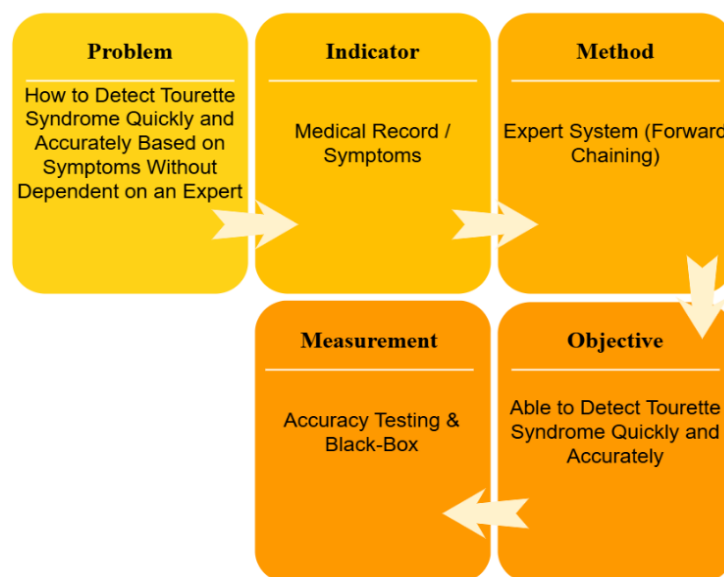 Problem
How to Detect Tourette
Syndrome Quickly and
Accurately Based on
Symptoms Without
Dependent on an Expert
Indicator
Medical Record /
Symptoms
Method
Expert System (Forward
Chaining)
Measurement
Accuracy Testing &
Black-Box
Objective
Able to Detect Tourette
Syndrome Quickly and
Accurately